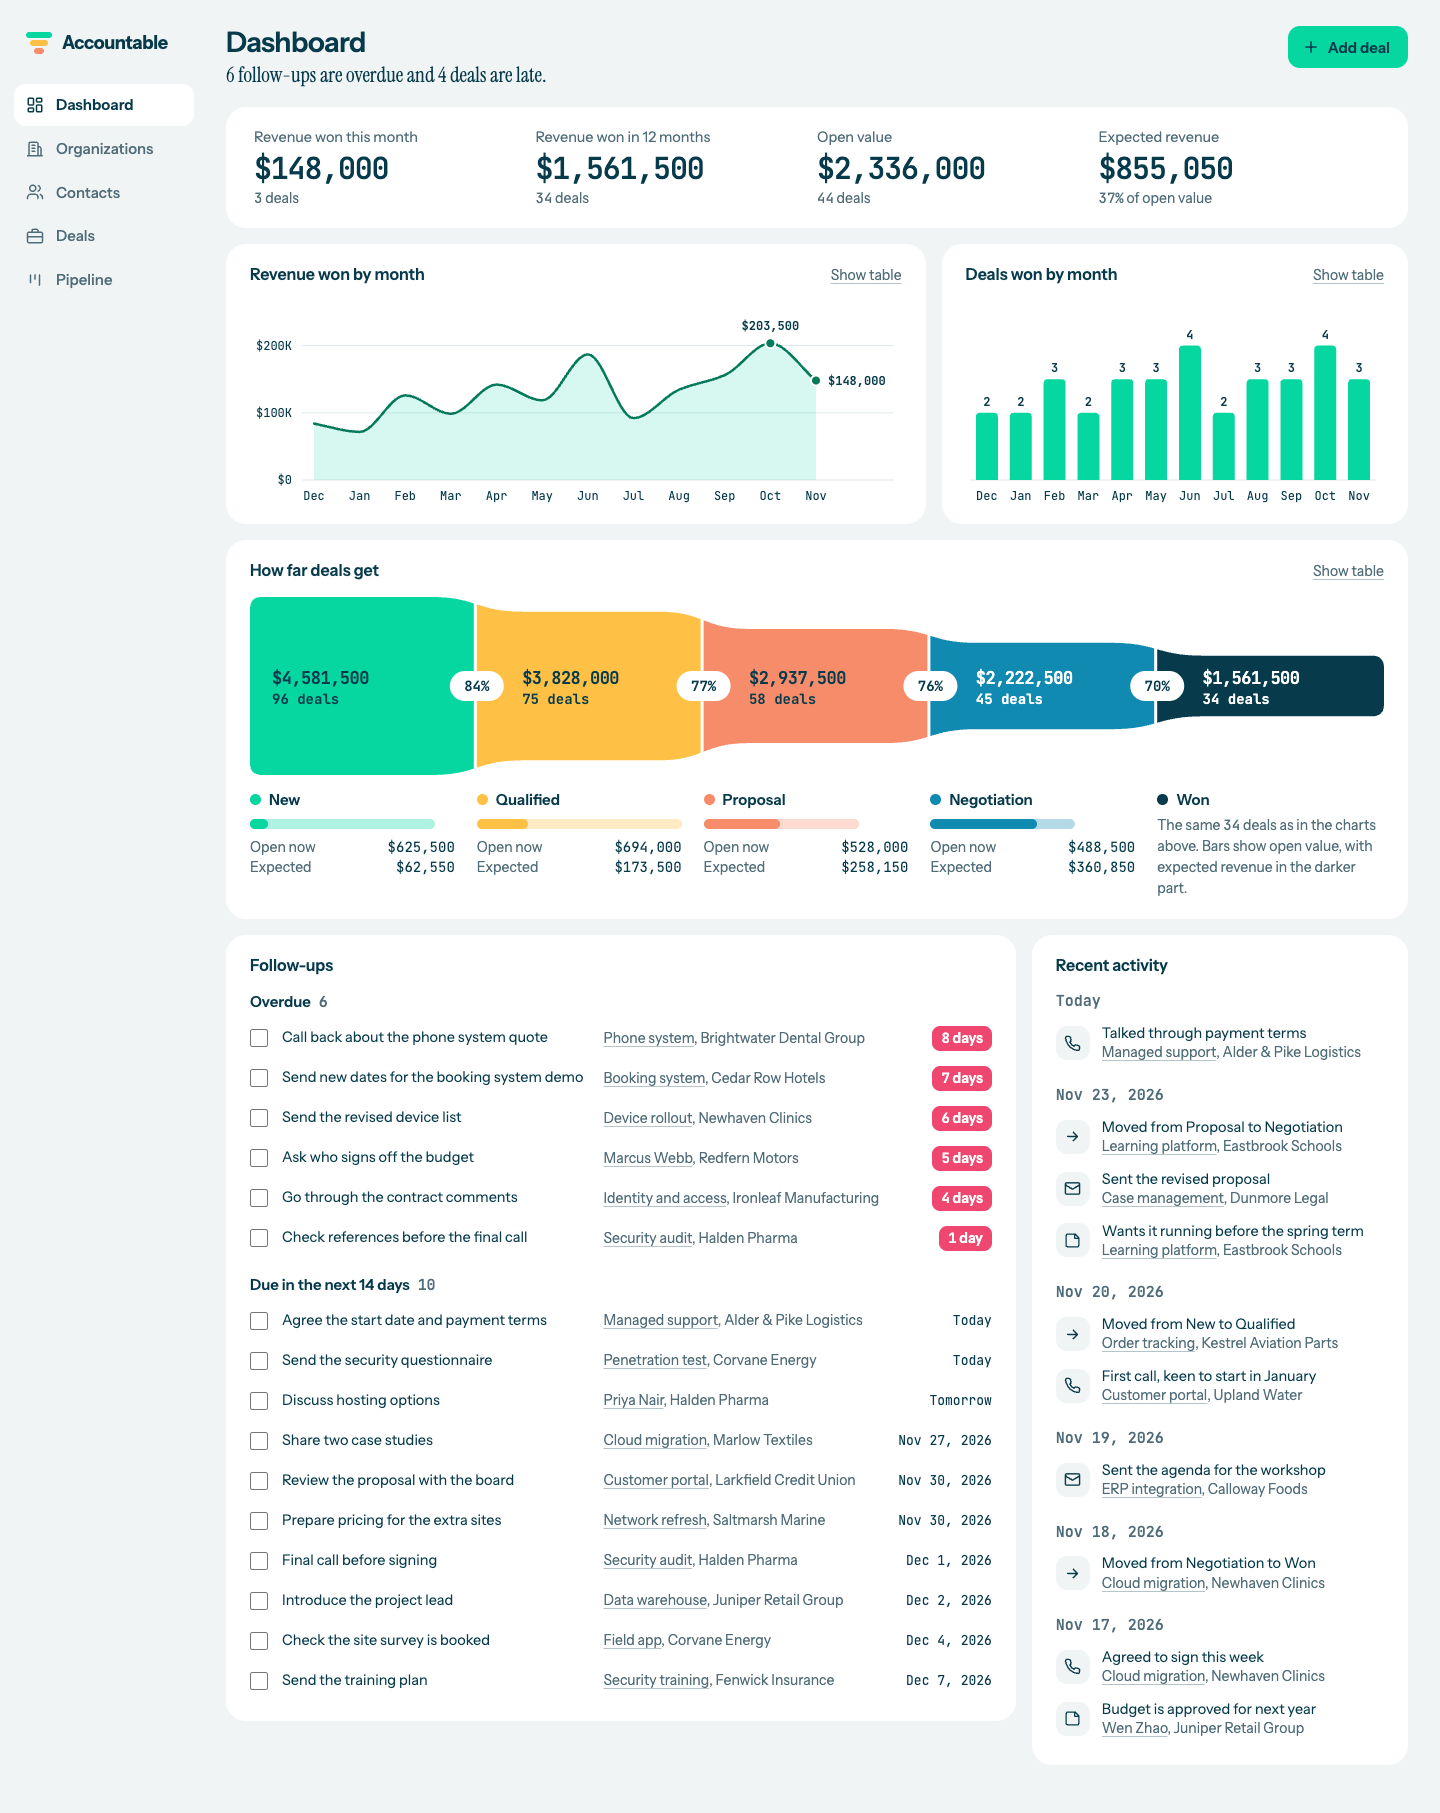 Accountable
Dashboard
Organizations
Contacts
Deals
Pipeline
Dashboard
6 follow-ups are overdue and 4 deals are late.
Add deal
Revenue won this month
$148,000
3 deals
Revenue won in 12 months
$1,561,500
34 deals
Open value
$2,336,000
44 deals
Expected revenue
$855,050
37% of open value
Revenue won by month
Show table
$203,500
$200K
$148,000
$100K
$0
Dec Jan Feb Mar Apr May Jun Jul Aug Sep Oct Nov
Deals won by month
Show table
2 2 3 2 3 3 4 2 3 3 4 3
Dec Jan Feb Mar Apr May Jun Jul Aug Sep Oct Nov
How far deals get
Show table
$4,581,500
96 deals
84%
$3,828,000
75 deals
77%
$2,937,500
58 deals
76%
$2,222,500
45 deals
70%
$1,561,500
34 deals
New
Open now $625,500
Expected $62,550
Qualified
Open now $694,000
Expected $173,500
Proposal
Open now $528,000
Expected $258,150
Negotiation
Open now $488,500
Expected $360,850
Won
The same 34 deals as in the charts
above. Bars show open value, with
expected revenue in the darker
part.
Follow-ups
Overdue 6
Call back about the phone system quote Phone system, Brightwater Dental Group 8 days
Send new dates for the booking system demo Booking system, Cedar Row Hotels 7 days
Send the revised device list Device rollout, Newhaven Clinics 6 days
Ask who signs off the budget Marcus Webb, Redfern Motors 5 days
Go through the contract comments Identity and access, Ironleaf Manufacturing 4 days
Check references before the final call Security audit, Halden Pharma 1 day
Due in the next 14 days 10
Agree the start date and payment terms Managed support, Alder & Pike Logistics Today
Send the security questionnaire Penetration test, Corvane Energy Today
Discuss hosting options Priya Nair, Halden Pharma Tomorrow
Share two case studies Cloud migration, Marlow Textiles Nov 27, 2026
Review the proposal with the board Customer portal, Larkfield Credit Union Nov 30, 2026
Prepare pricing for the extra sites Network refresh, Saltmarsh Marine Nov 30, 2026
Final call before signing Security audit, Halden Pharma Dec 1, 2026
Introduce the project lead Data warehouse, Juniper Retail Group Dec 2, 2026
Check the site survey is booked Field app, Corvane Energy Dec 4, 2026
Send the training plan Security training, Fenwick Insurance Dec 7, 2026
Recent activity
Today
Talked through payment terms
Managed support, Alder & Pike Logistics
Nov 23, 2026
Moved from Proposal to Negotiation
Learning platform, Eastbrook Schools
Sent the revised proposal
Case management, Dunmore Legal
Wants it running before the spring term
Learning platform, Eastbrook Schools
Nov 20, 2026
Moved from New to Qualified
Order tracking, Kestrel Aviation Parts
First call, keen to start in January
Customer portal, Upland Water
Nov 19, 2026
Sent the agenda for the workshop
ERP integration, Calloway Foods
Nov 18, 2026
Moved from Negotiation to Won
Cloud migration, Newhaven Clinics
Nov 17, 2026
Agreed to sign this week
Cloud migration, Newhaven Clinics
Budget is approved for next year
Wen Zhao, Juniper Retail Group